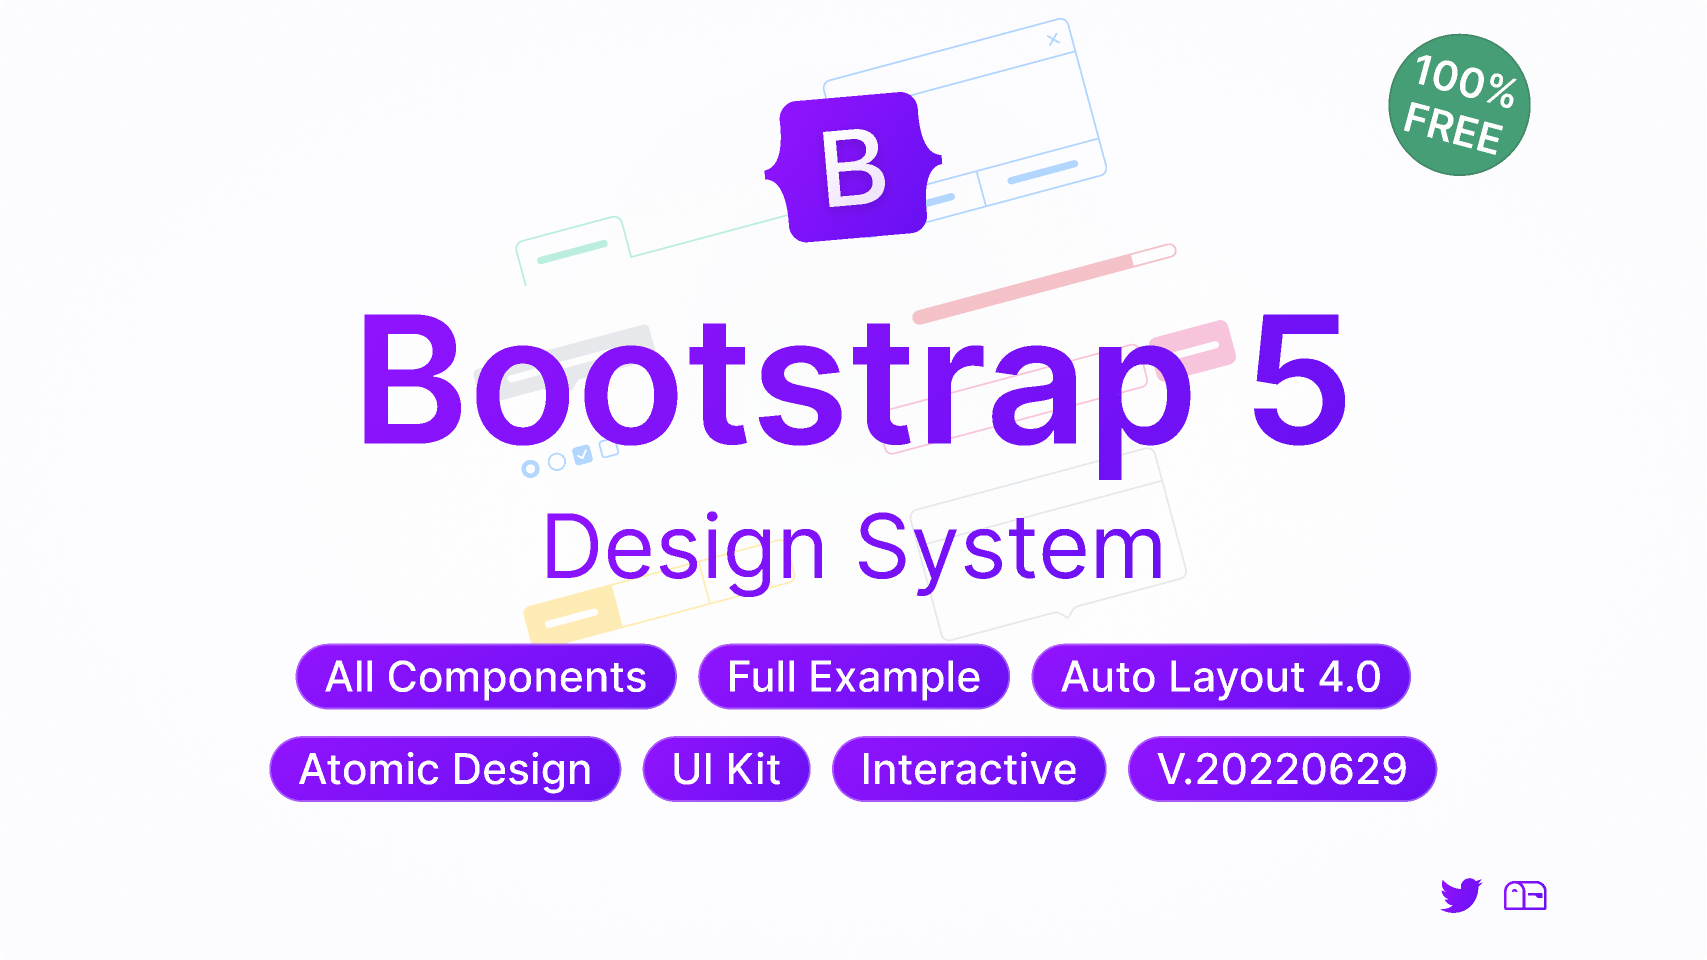 100%
FREE
B
Bootstrap 5
Design System
All Components
Full Example
Auto Layout 4.0
Atomic Design
UI Kit
Interactive
V.20220629